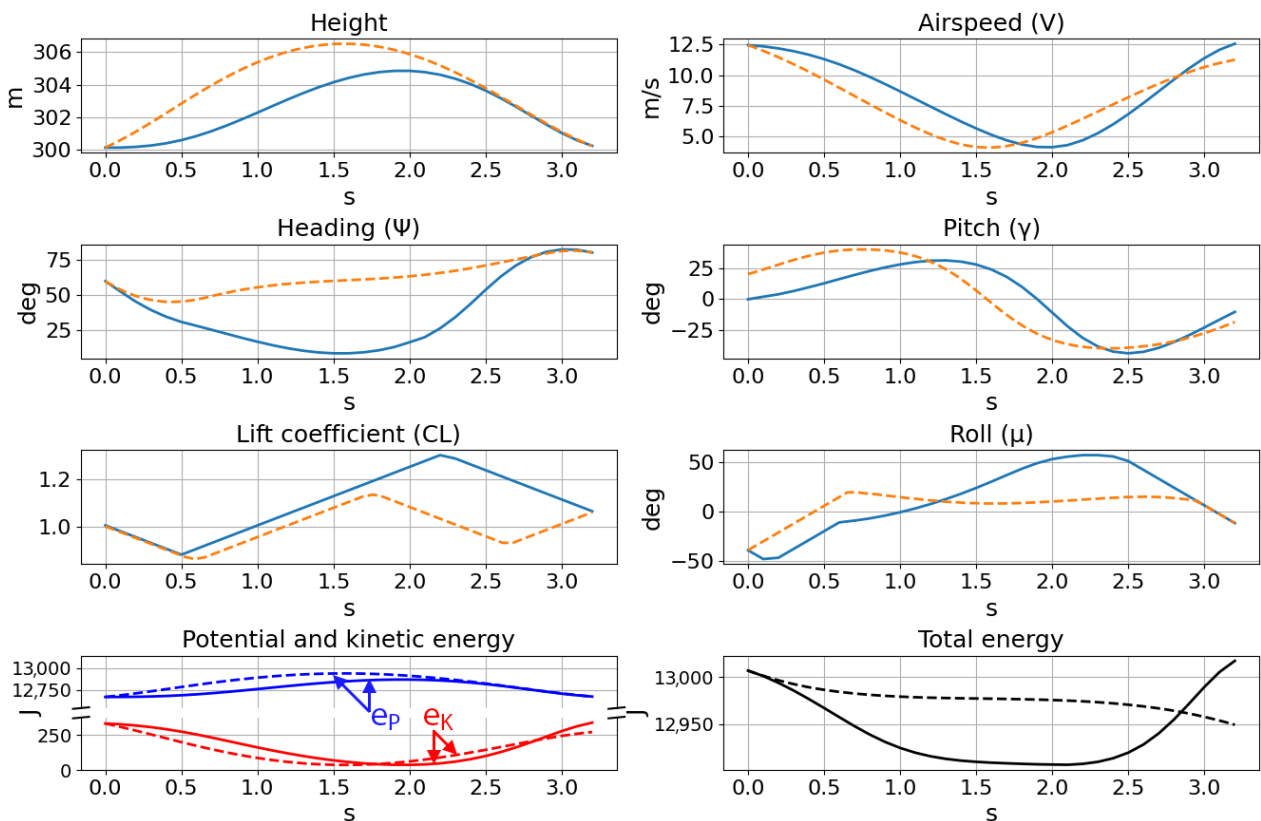 Height
m
306
304
302
300
0.0 0.5 1.0 1.5 2.0 2.5 3.0
s
Airspeed (V)
m/s
12.5
10.0
7.5
5.0
0.0 0.5 1.0 1.5 2.0 2.5 3.0
s
Heading (Ψ)
deg
75
50
25
0.0 0.5 1.0 1.5 2.0 2.5 3.0
s
Pitch (γ)
deg
25
0
−25
0.0 0.5 1.0 1.5 2.0 2.5 3.0
s
Lift coefficient (CL)
1.2
1.0
0.0 0.5 1.0 1.5 2.0 2.5 3.0
s
Roll (μ)
deg
50
0
−50
0.0 0.5 1.0 1.5 2.0 2.5 3.0
s
Potential and kinetic energy
J
13,000
12,750
250
0
eP
eK
0.0 0.5 1.0 1.5 2.0 2.5 3.0
s
Total energy
J
13,000
12,950
0.0 0.5 1.0 1.5 2.0 2.5 3.0
s